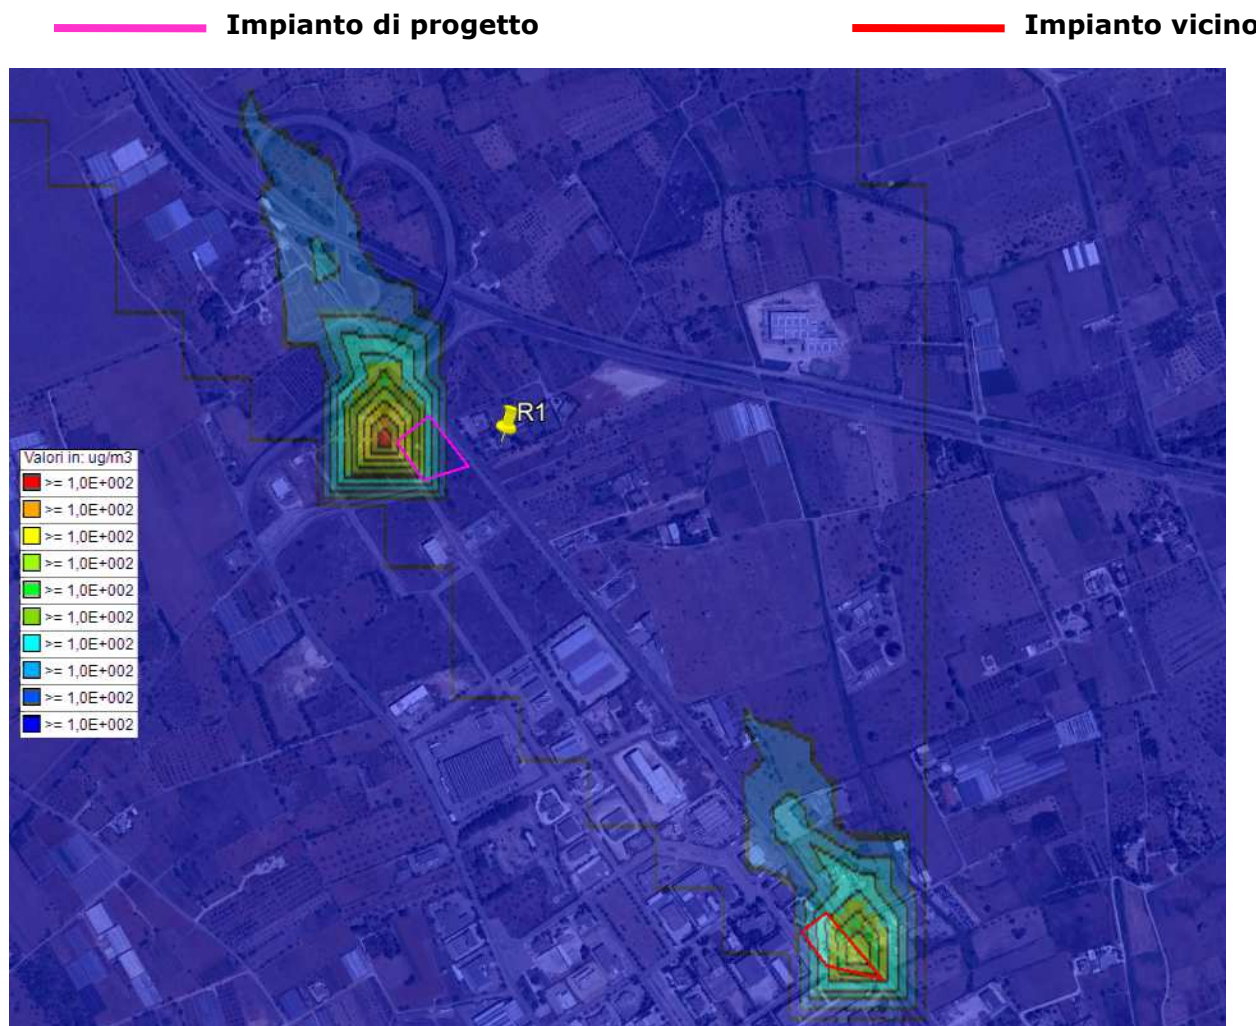 Impianto di progetto
Impianto vicino
R1
Valori in: ug/m3
>= 1,0E+002
>= 1,0E+002
>= 1,0E+002
>= 1,0E+002
>= 1,0E+002
>= 1,0E+002
>= 1,0E+002
>= 1,0E+002
>= 1,0E+002
>= 1,0E+002